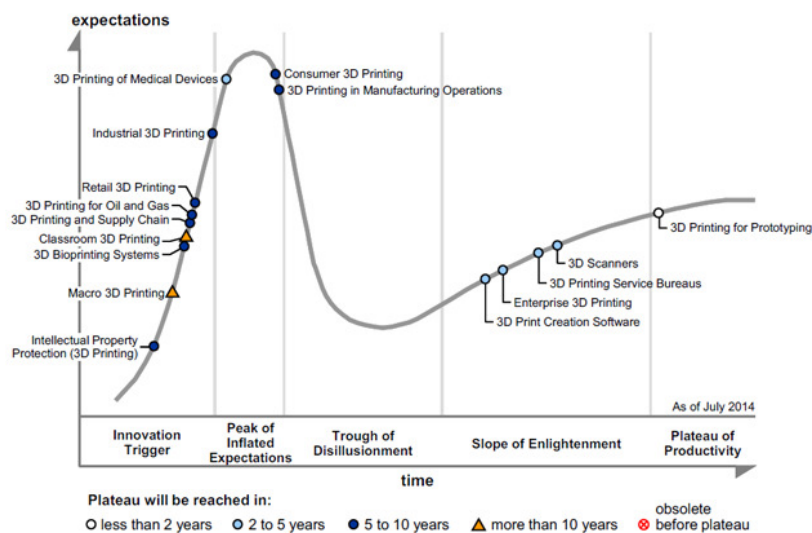 expectations
3D Printing of Medical Devices
Consumer 3D Printing
3D Printing in Manufacturing Operations
Industrial 3D Printing
Retail 3D Printing
3D Printing for Oil and Gas
3D Printing and Supply Chain
Classroom 3D Printing
3D Bioprinting Systems
Macro 3D Printing
Intellectual Property
Protection (3D Printing)
3D Printing for Prototyping
3D Scanners
3D Printing Service Bureaus
Enterprise 3D Printing
3D Print Creation Software
As of July 2014
Innovation
Trigger
Peak of
Inflated
Expectations
Trough of
Disillusionment
Slope of Enlightenment
Plateau of
Productivity
time
Plateau will be reached in:
less than 2 years
2 to 5 years
5 to 10 years
more than 10 years
obsolete
before plateau